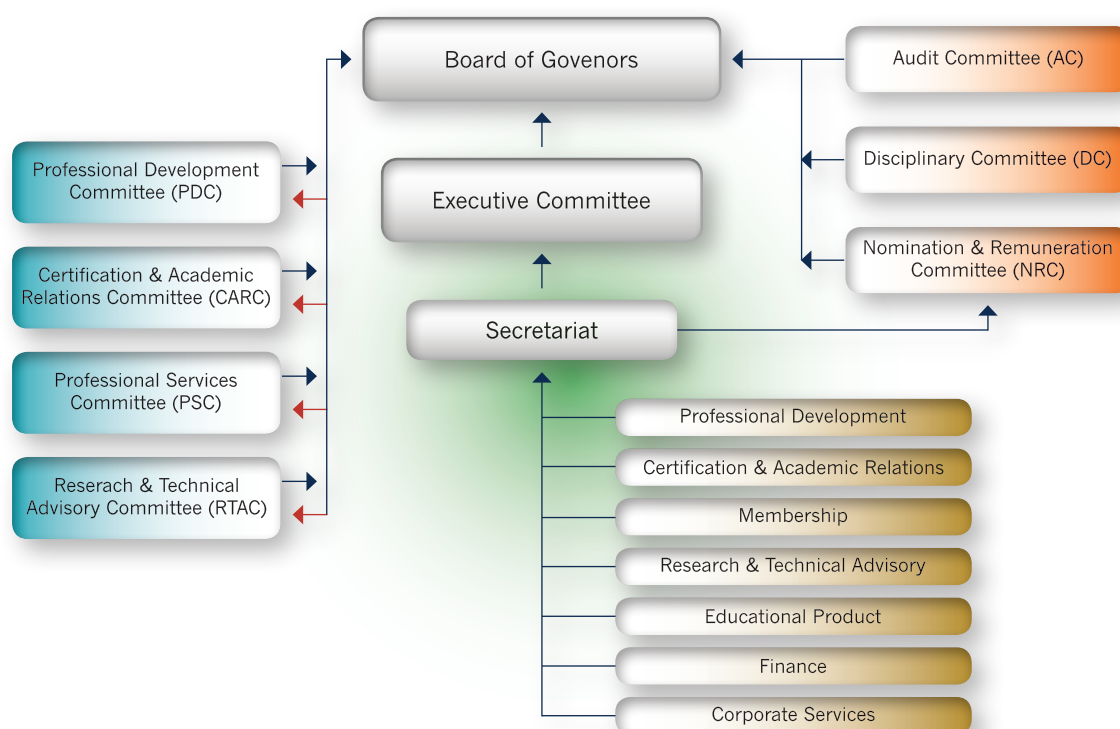 Board of Govenors
Executive Committee
Secretariat
Professional Development
Committee (PDC)
Certification & Academic
Relations Committee (CARC)
Professional Services
Committee (PSC)
Reserach & Technical
Advisory Committee (RTAC)
Audit Committee (AC)
Disciplinary Committee (DC)
Nomination & Remuneration
Committee (NRC)
Professional Development
Certification & Academic Relations
Membership
Research & Technical Advisory
Educational Product
Finance
Corporate Services